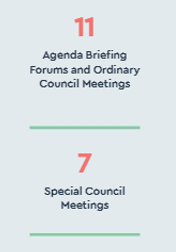 11
Agenda Briefing
Forums and Ordinary
Council Meetings
7
Special Council
Meetings